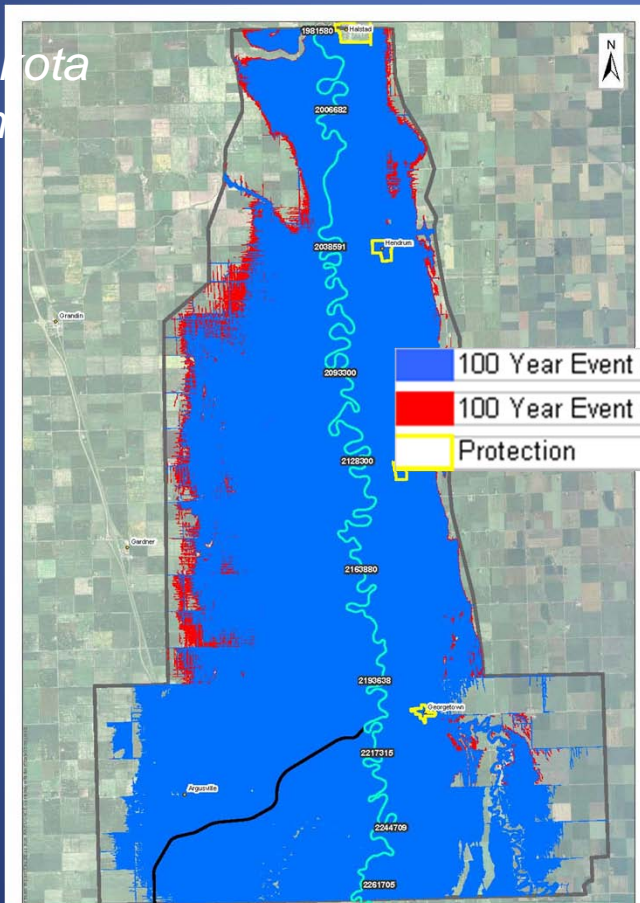 kota
N
1981580
Halstad
2006682
2038591
Hendrum
Grandin
2093300
100 Year Event
100 Year Event
Protection
2128300
Gardner
2163880
2193638
Georgetown
2217315
Argusville
2244709
2261705